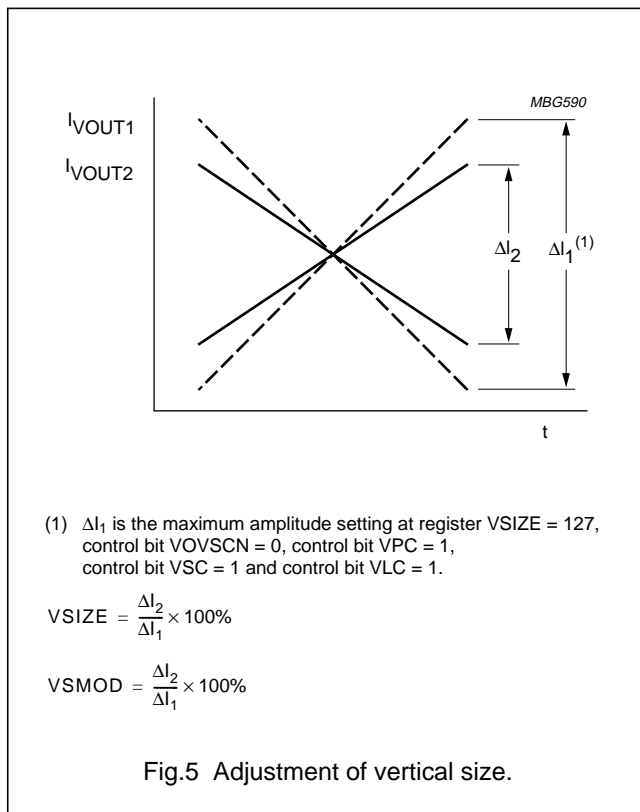 MBG590
IVOUT1
IVOUT2
ΔI2
ΔI1(1)
t
(1) ΔI1 is the maximum amplitude setting at register VSIZE = 127,
control bit VOVSCN = 0, control bit VPC = 1,
control bit VSC = 1 and control bit VLC = 1.
VSIZE = ΔI2/ΔI1 × 100%
VSMOD = ΔI2/ΔI1 × 100%
Fig.5 Adjustment of vertical size.